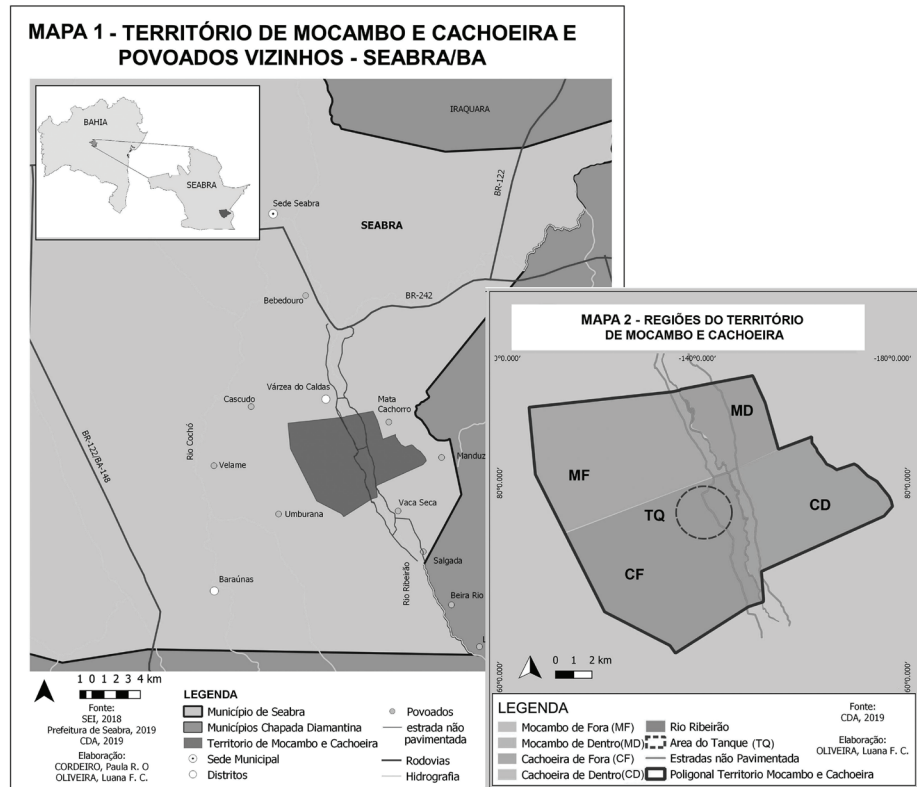 MAPA 1 - TERRITÓRIO DE MOCAMBO E CACHOEIRA E
POVOADOS VIZINHOS - SEABRA/BA
BAHIA
SEABRA
IRAQUARA
BR-122
Sede Seabra
SEABRA
Bebedouro
BR-242
Várzea do Caldas
Cascudo
Mata
Cachorro
Rio Cochó
BR-122/BA-148
Velame
Manduz
Umburana
Vaca Seca
Salgada
Baraúnas
Rio Ribeirão
Beira Rio
L
1 0 1 2 3 4 km
Fonte:
SEI, 2018
Prefeitura de Seabra, 2019
CDA, 2019
Elaboração:
CORDEIRO, Paula R. O
OLIVEIRA, Luana F. C.
LEGENDA
Município de Seabra
Municípios Chapada Diamantina
Territorio de Mocambo e Cachoeira
Sede Municipal
Distritos
Povoados
estrada não
pavimentada
Rodovias
Hidrografia
MAPA 2 - REGIÕES DO TERRITÓRIO
DE MOCAMBO E CACHOEIRA
3°0.000'
-140°0.000'
-180°0.000'
MD
MF
80°0.000'
80°0.000'
TQ
CD
CF
0 1 2 km
60°0.000'
60°0.000'
LEGENDA
Mocambo de Fora (MF)
Mocambo de Dentro(MD)
Cachoeira de Fora (CF)
Cachoeira de Dentro(CD)
Rio Ribeirão
Area do Tanque (TQ)
Estradas não Pavimentada
Poligonal Territorio Mocambo e Cachoeira
Fonte:
CDA, 2019
Elaboração:
OLIVEIRA, Luana F. C.